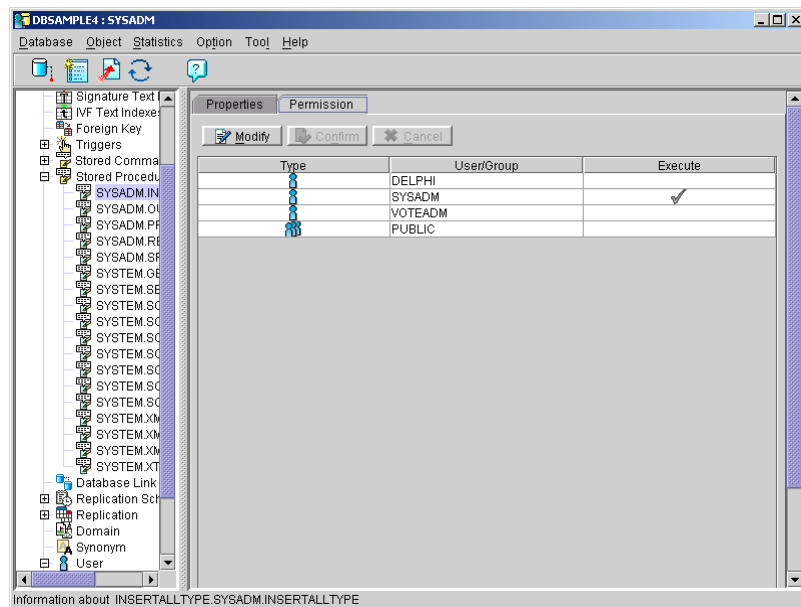 DBSAMPLE4 : SYSADM
Database Object Statistics Option Tool Help
Signature Text I
IVF Text Indexes
Foreign Key
Triggers
Stored Comma
Stored Procedu
SYSADM.IN
SYSADM.OU
SYSADM.PR
SYSADM.RE
SYSADM.SF
SYSTEM.GE
SYSTEM.SE
SYSTEM.SC
SYSTEM.SC
SYSTEM.SC
SYSTEM.SC
SYSTEM.SC
SYSTEM.SC
SYSTEM.XM
SYSTEM.XM
SYSTEM.XM
SYSTEM.XT
Database Link
Replication Sch
Replication
Domain
Synonym
User
Properties Permission
Modify Confirm Cancel
Type User/Group Execute
DELPHI
SYSADM
VOTEADM
PUBLIC
Information about INSERTALLTYPE.SYSADM.INSERTALLTYPE